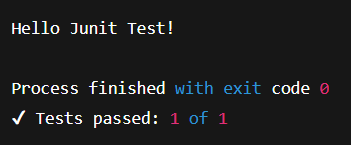 Hello Junit Test!
Process finished with exit code 0
✔ Tests passed: 1 of 1